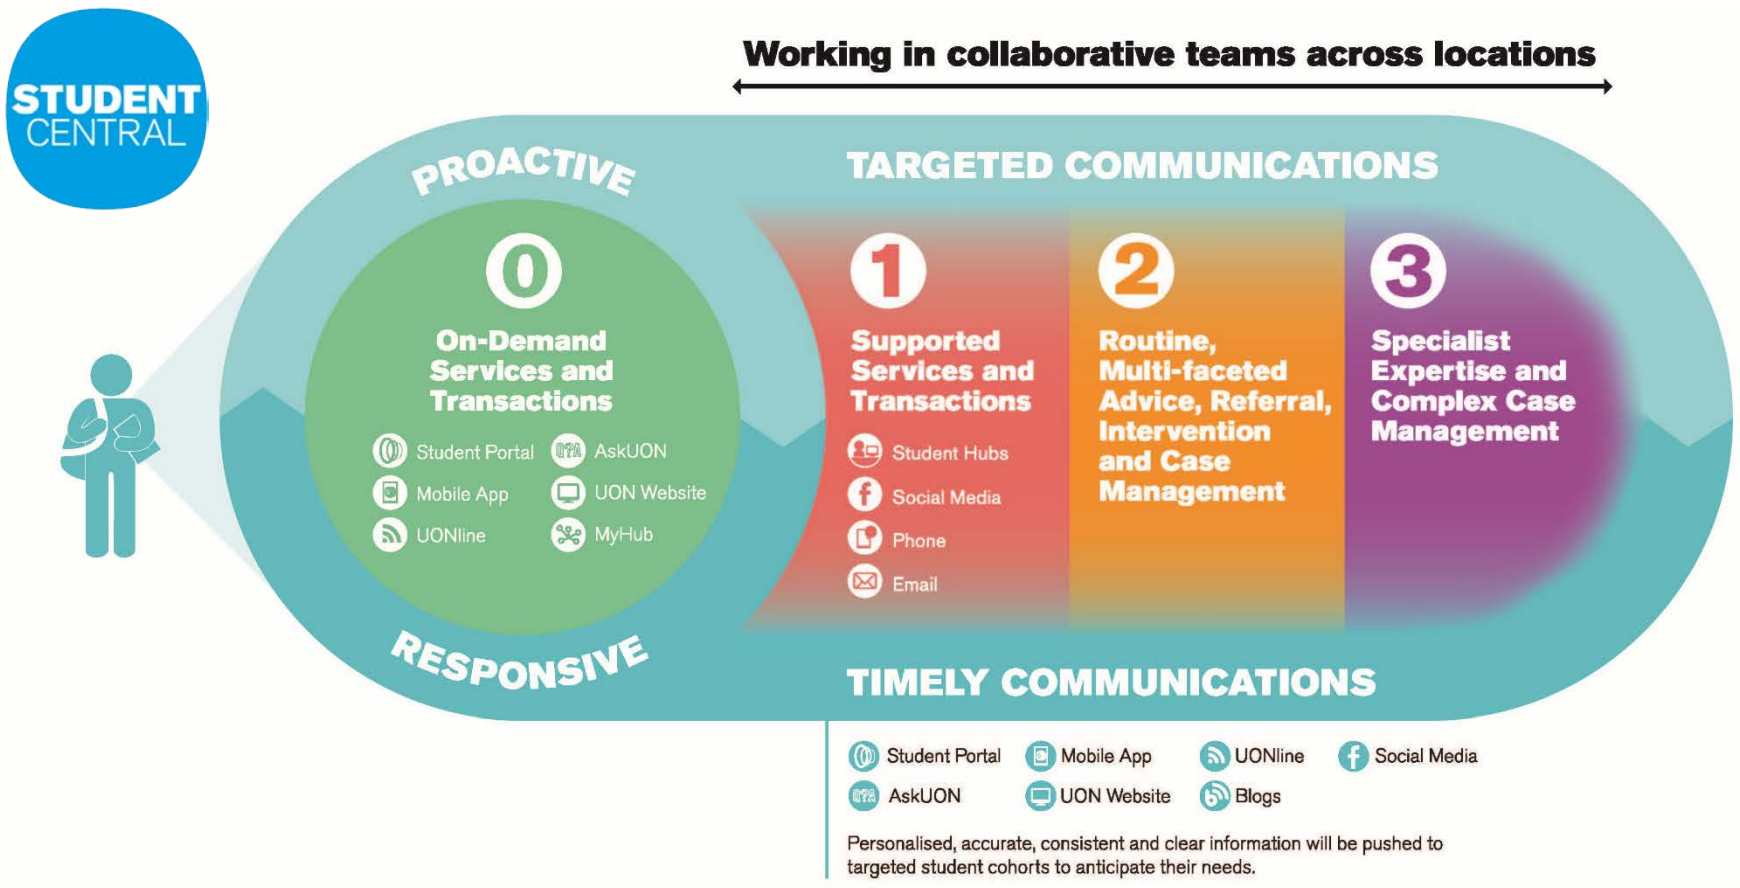 STUDENT
CENTRAL
Working in collaborative teams across locations
PROACTIVE
TARGETED COMMUNICATIONS
0
On-Demand
Services and
Transactions
Student Portal
AskUON
Mobile App
UON Website
UONline
MyHub
1
Supported
Services and
Transactions
Student Hubs
Social Media
Phone
Email
2
Routine,
Multi-faceted
Advice, Referral,
Intervention
and Case
Management
3
Specialist
Expertise and
Complex Case
Management
RESPONSIVE
TIMELY COMMUNICATIONS
Student Portal
Mobile App
UONline
Social Media
AskUON
UON Website
Blogs
Personalised, accurate, consistent and clear information will be pushed to
targeted student cohorts to anticipate their needs.